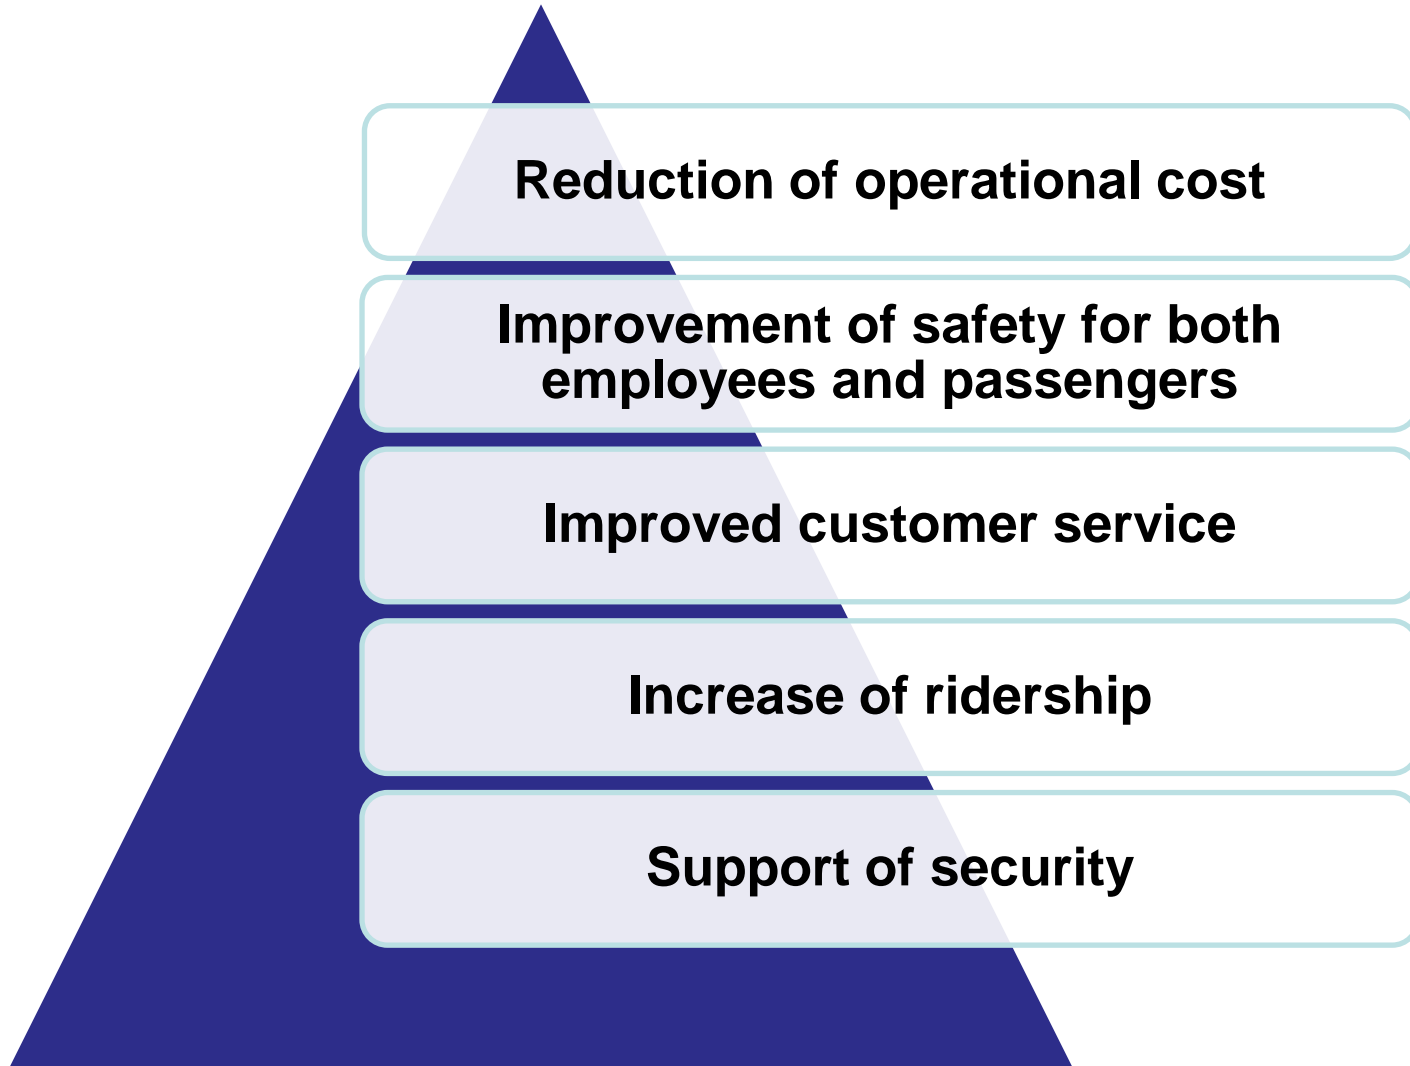 Reduction of operational cost
Improvement of safety for both
employees and passengers
Improved customer service
Increase of ridership
Support of security